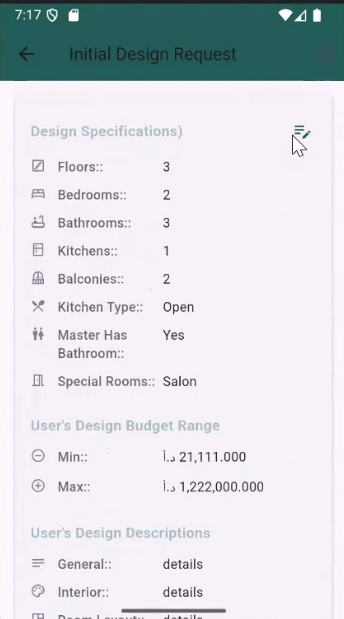 7:17
Initial Design Request
Design Specifications)
Floors:: 3
Bedrooms:: 2
Bathrooms:: 3
Kitchens:: 1
Balconies:: 2
Kitchen Type:: Open
Master Has Yes
Bathroom::
Special Rooms:: Salon
User's Design Budget Range
Min:: د.أ 21,111.000
Max:: د.أ 1,222,000.000
User's Design Descriptions
General:: details
Interior:: details
Room Layout:: details